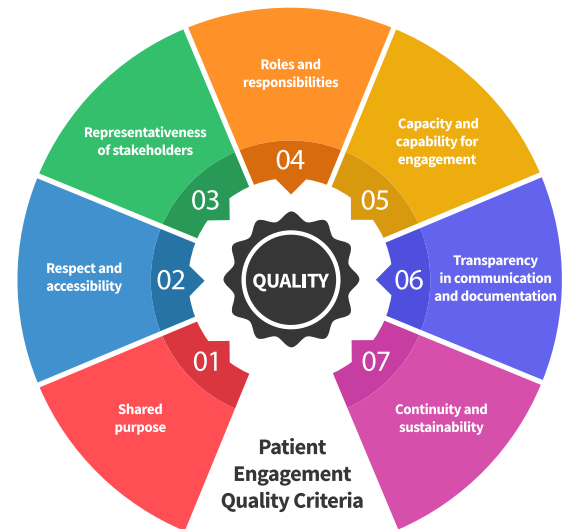 01
Shared
purpose
02
Respect and
accessibility
03
Representativeness
of stakeholders
04
Roles and
responsibilities
05
Capacity and
capability for
engagement
06
Transparency
in communication
and documentation
07
Continuity and
sustainability
QUALITY
Patient
Engagement
Quality Criteria